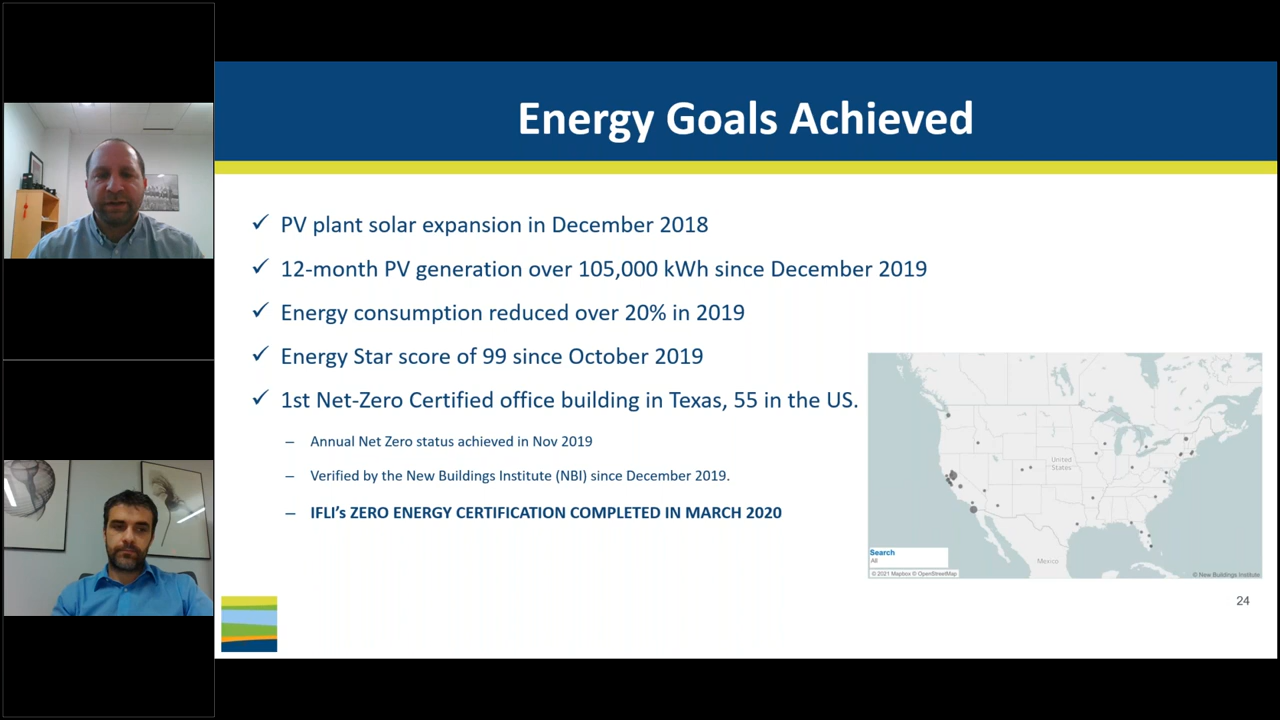 Energy Goals Achieved
✓ PV plant solar expansion in December 2018
✓ 12-month PV generation over 105,000 kWh since December 2019
✓ Energy consumption reduced over 20% in 2019
✓ Energy Star score of 99 since October 2019
✓ 1st Net-Zero Certified office building in Texas, 55 in the US.
– Annual Net Zero status achieved in Nov 2019
– Verified by the New Buildings Institute (NBI) since December 2019.
– IFLI’s ZERO ENERGY CERTIFICATION COMPLETED IN MARCH 2020
United
States
Mexico
Search
All
© 2021 Mapbox © OpenStreetMap
© New Buildings Institute
24